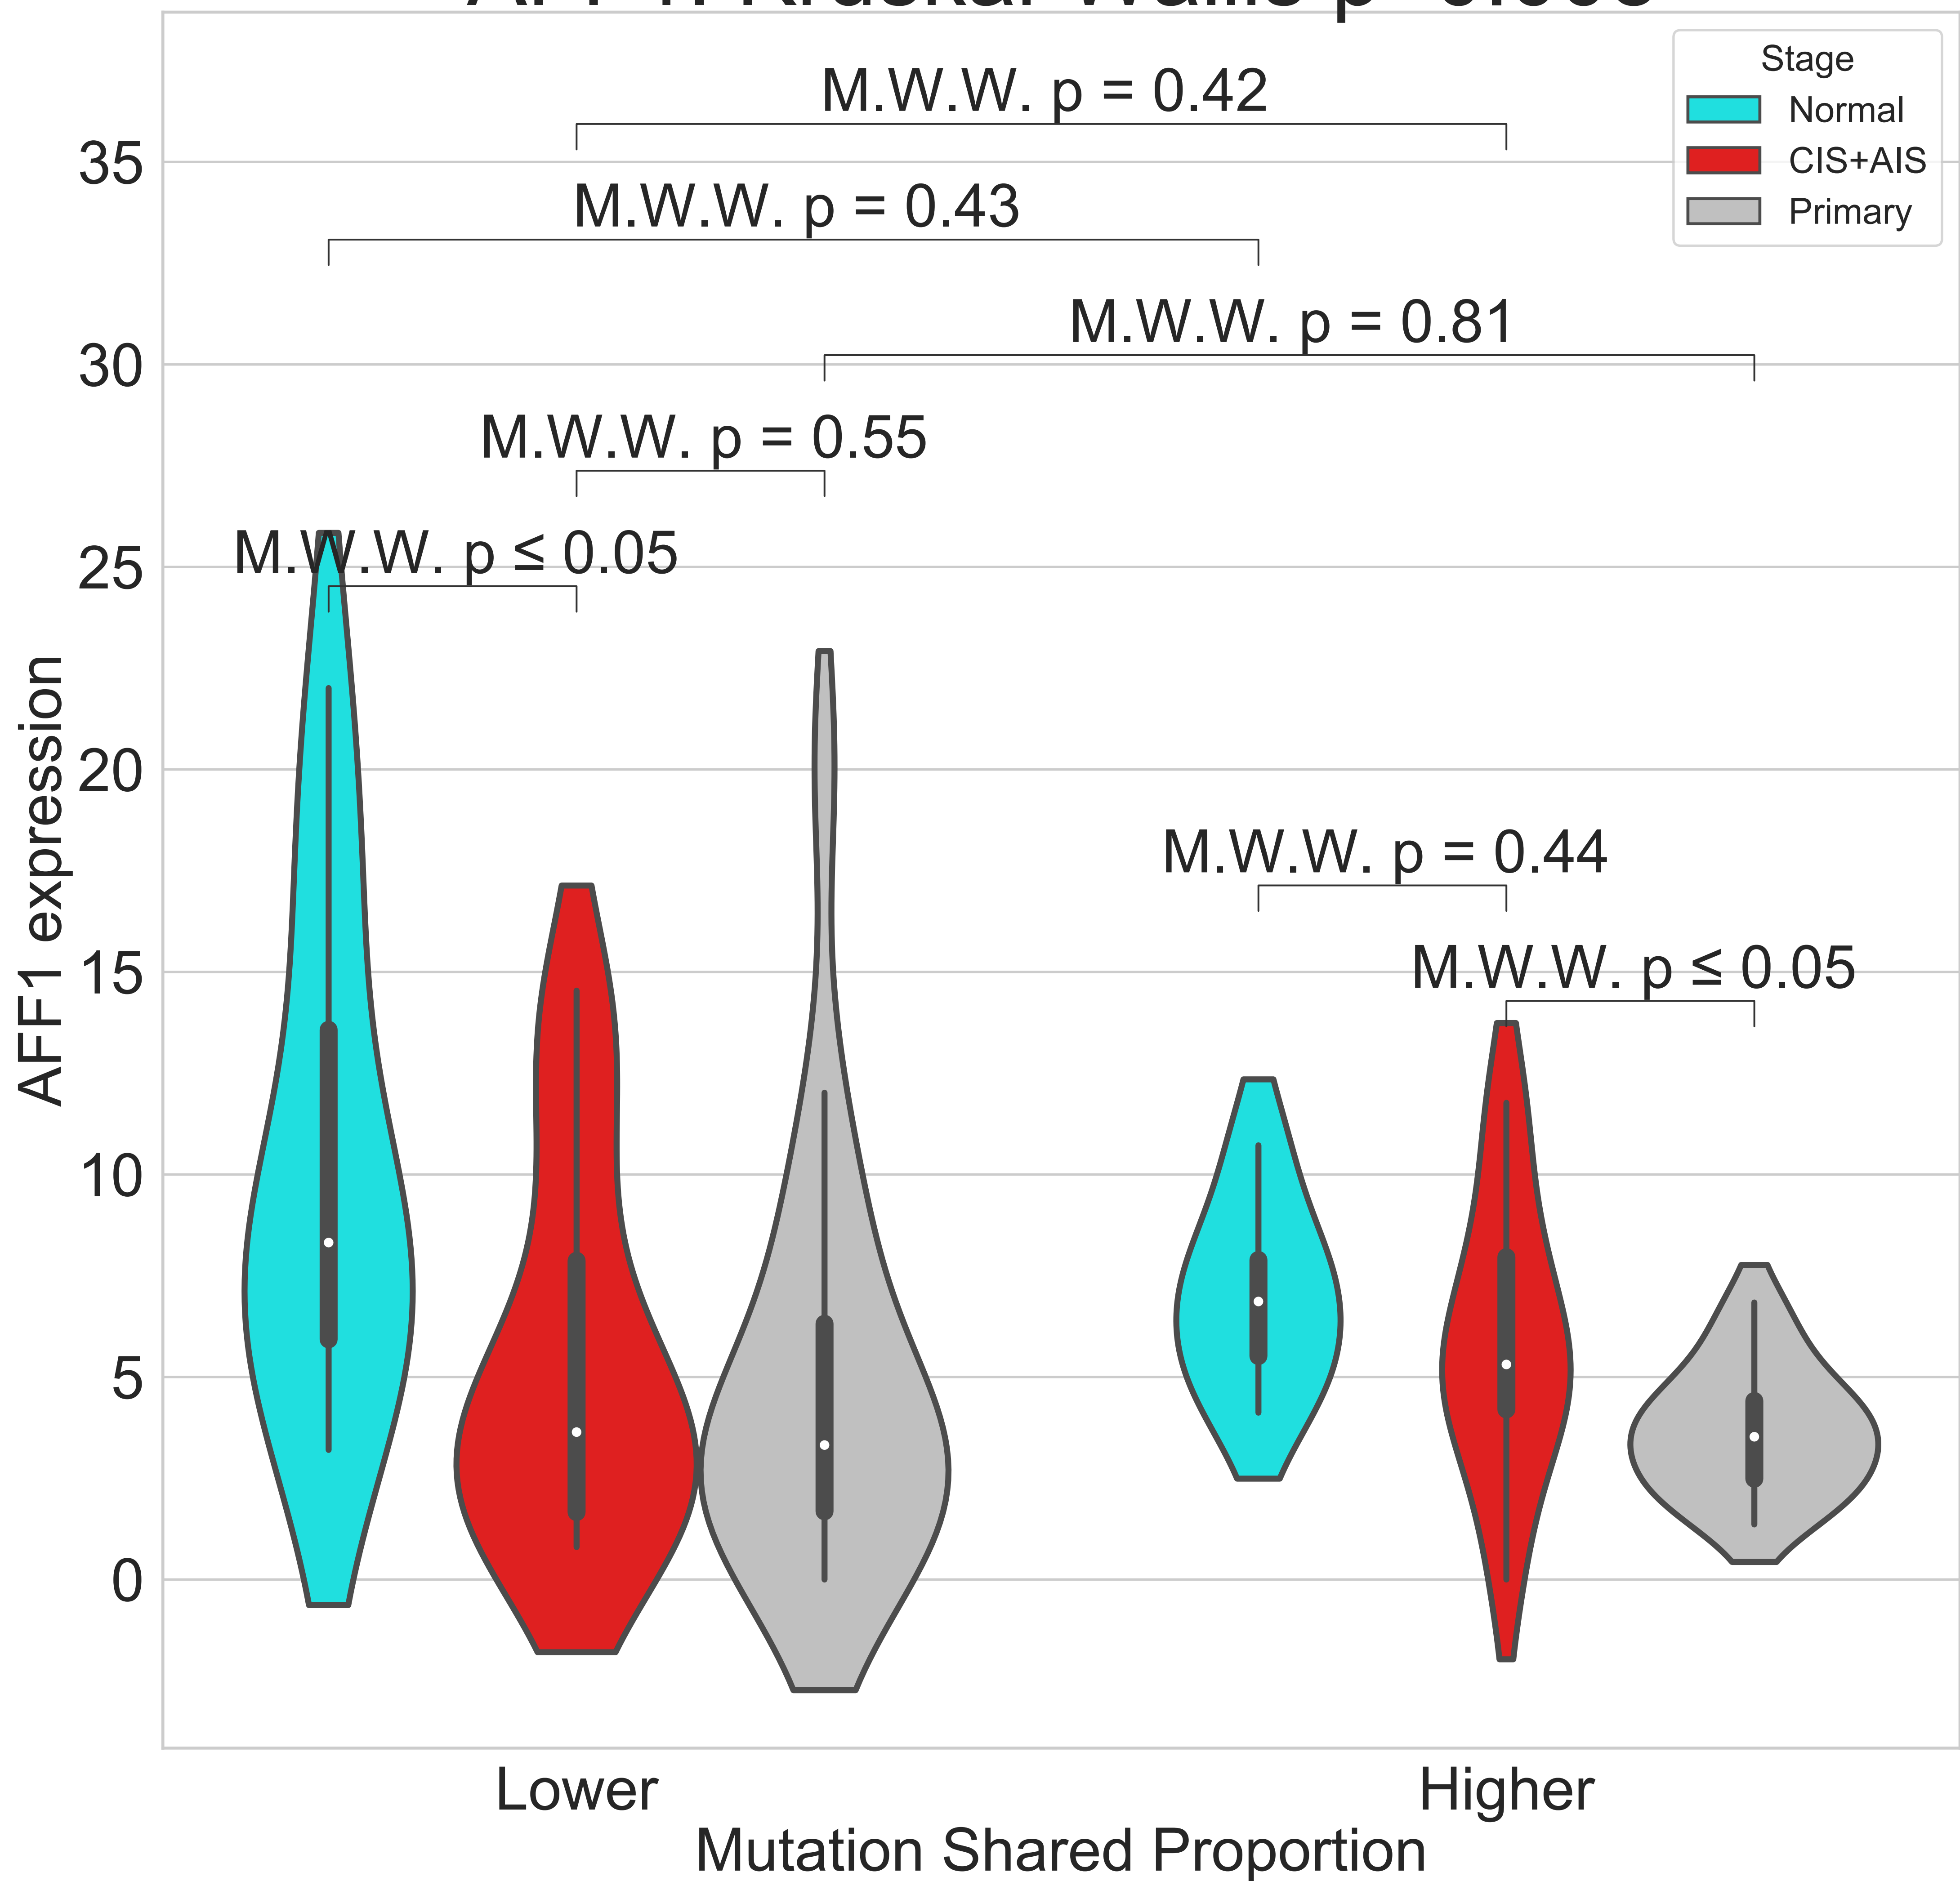 Stage
Normal
CIS+AIS
Primary
M.W.W. p = 0.42
M.W.W. p = 0.43
M.W.W. p = 0.81
M.W.W. p = 0.55
M.W.W. p ≤ 0.05
M.W.W. p = 0.44
M.W.W. p ≤ 0.05
35
30
25
20
15
10
5
0
AFF1 expression
Lower
Higher
Mutation Shared Proportion